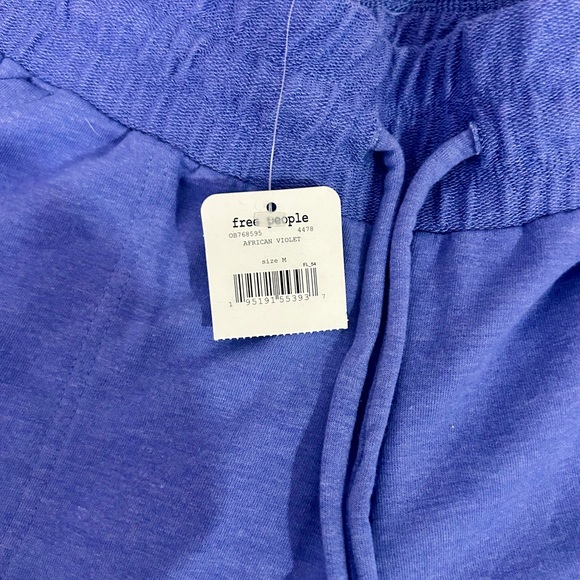 free people
OB768595 4478
AFRICAN VIOLET
size M
FL_54
1 95191 55393 7